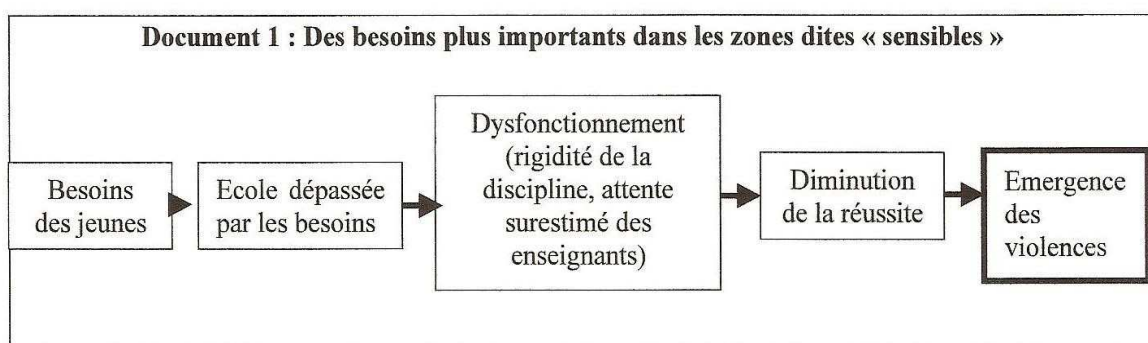 Document 1 : Des besoins plus importants dans les zones dites « sensibles »
Besoins
des jeunes
Ecole dépassée
par les besoins
Dysfonctionnement
(rigidité de la
discipline, attente
surestimé des
enseignants)
Diminution
de la réussite
Emergence
des
violences